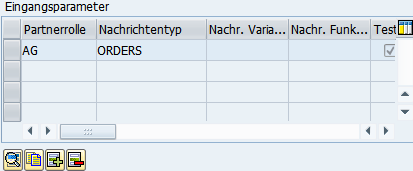 Eingangsparameter
Partnerrolle Nachrichtentyp Nachr. Varia... Nachr. Funk... Test
AG ORDERS